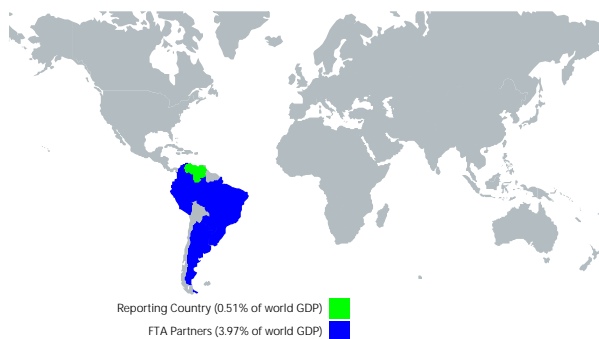 Reporting Country (0.51% of world GDP)
FTA Partners (3.97% of world GDP)